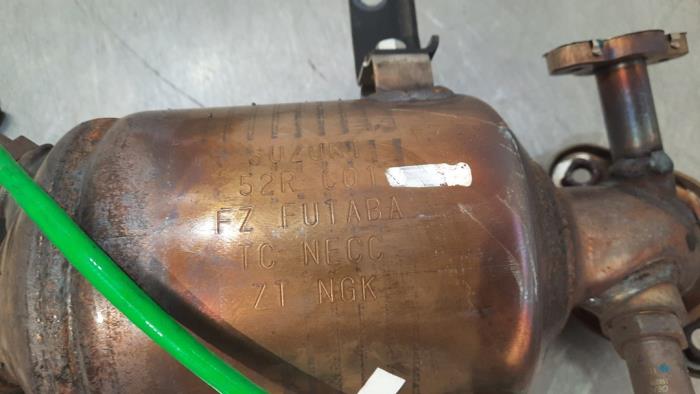 SUZUKI
52R C01
FZ FUTABA
TC NECC
ZT NGK